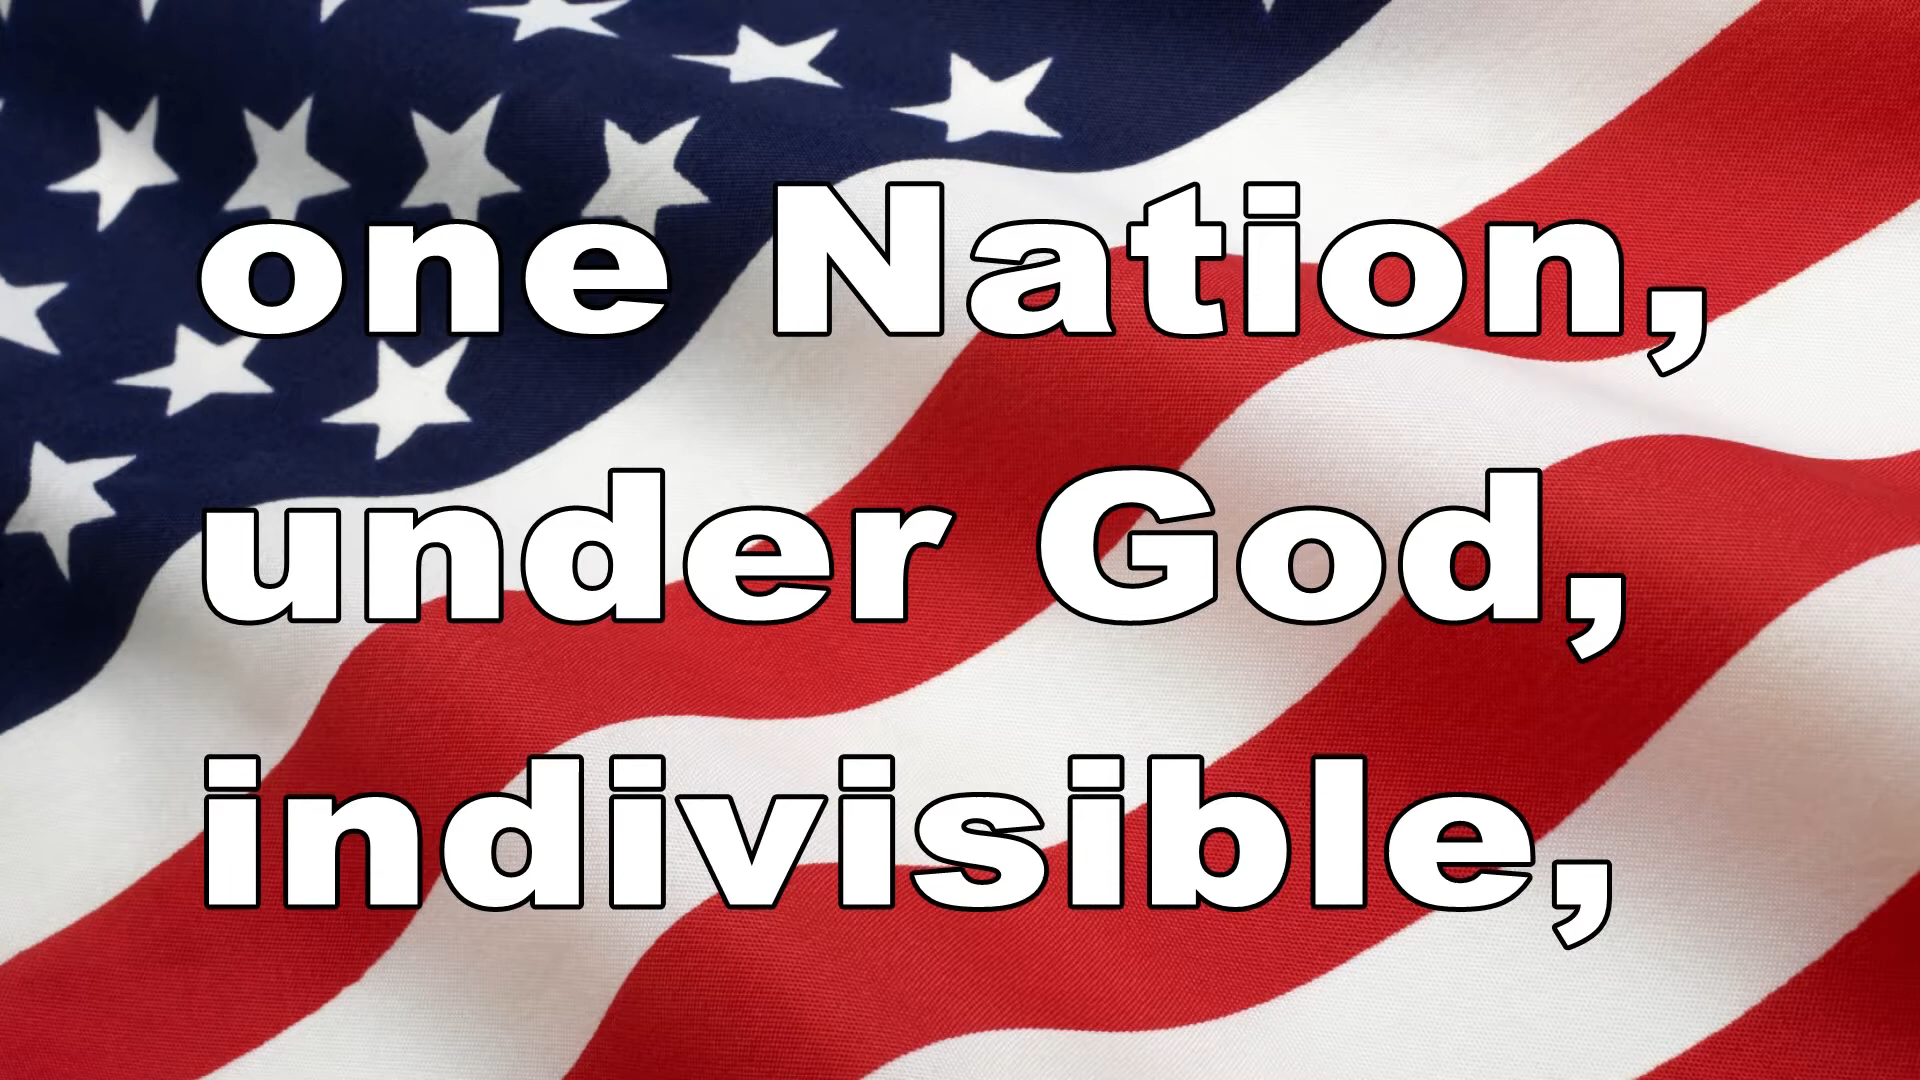 one Nation,
under God,
indivisible,